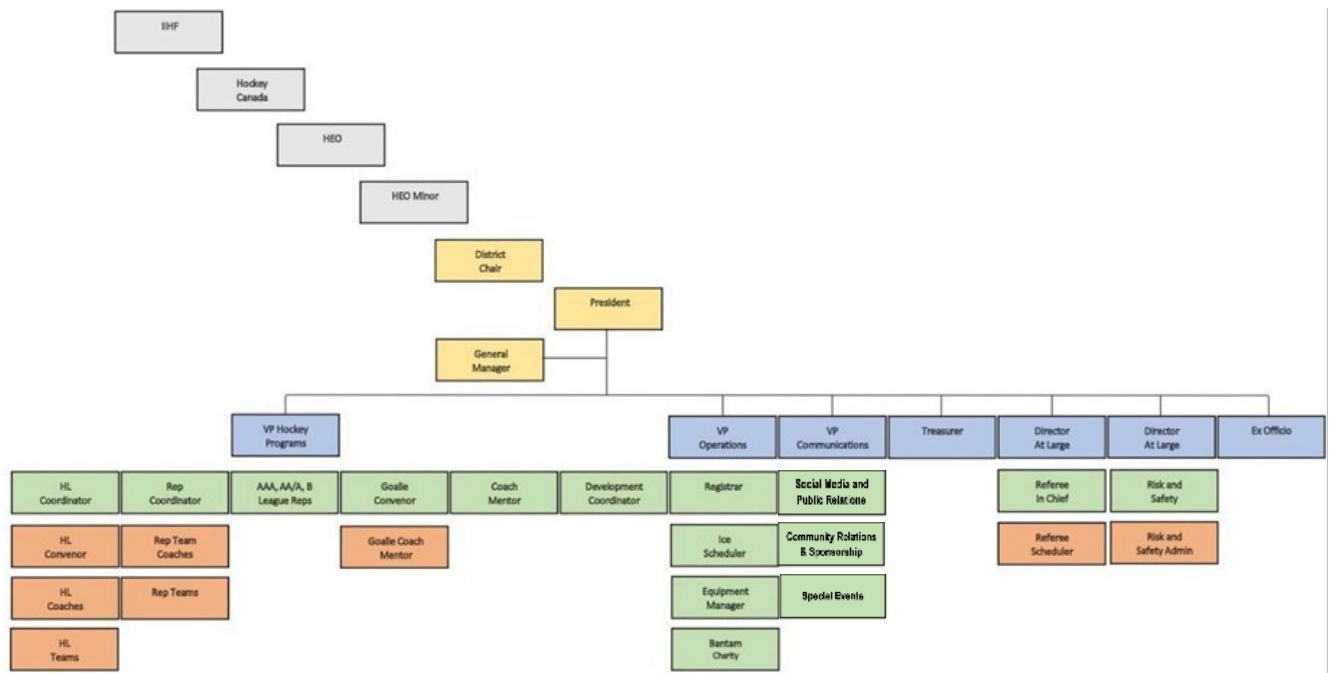 IIHF
Hockey
Canada
HEO
HEO Minor
District
Chair
President
General
Manager
VP Hockey
Programs
VP
Operations
VP
Communications
Treasurer
Director
At Large
Director
At Large
Ex Officio
HL
Coordinator
Rep
Coordinator
AAA, AA/A, B
League Reps
Goalie
Convenor
Coach
Mentor
Development
Coordinator
Registrar
Social Media and
Public Relations
Referee
In Chief
Risk and
Safety
HL
Convenor
Rep Team
Coaches
Goalie Coach
Mentor
Ice
Scheduler
Community Relations
& Sponsorship
Referee
Scheduler
Risk and
Safety Admin
HL
Coaches
Rep Teams
Equipment
Manager
Special Events
HL
Teams
Bantam
Charity